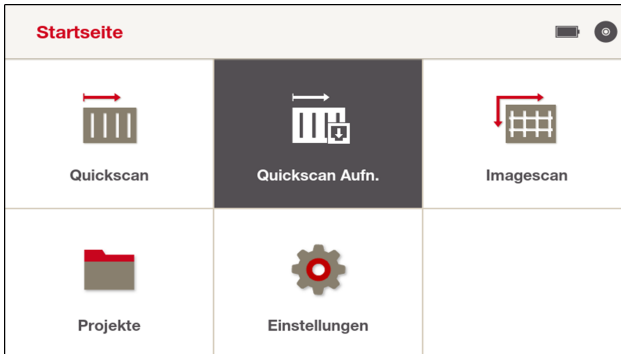 Startseite
Quickscan
Quickscan Aufn.
Imagescan
Projekte
Einstellungen